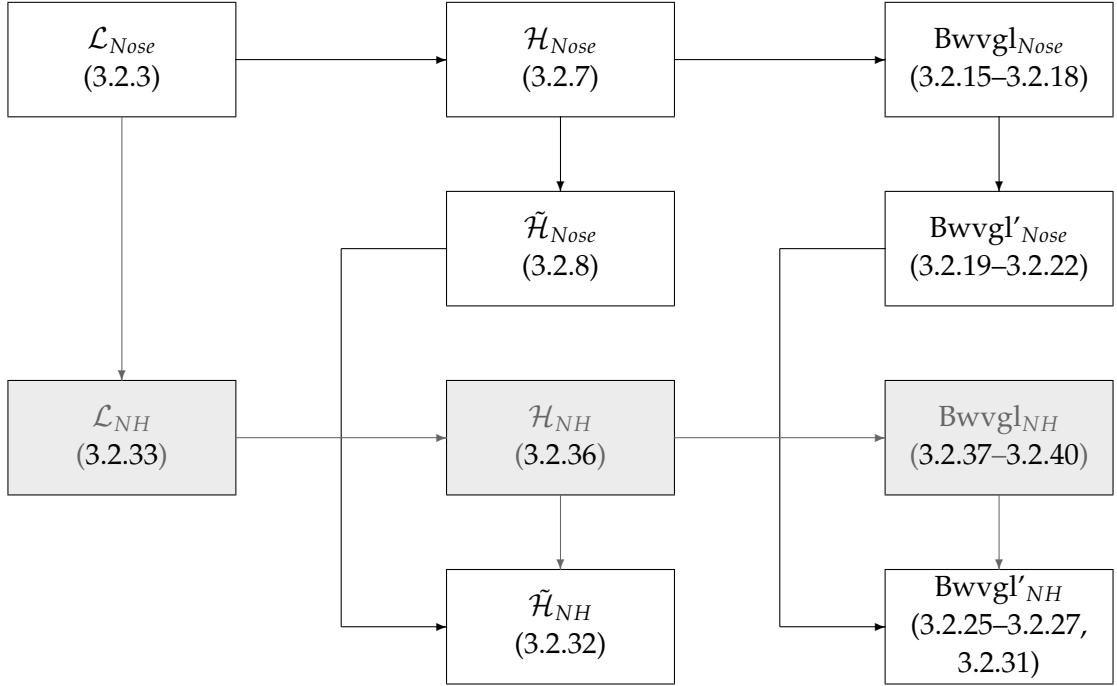 ℒ_Nose
(3.2.3)
ℋ_Nose
(3.2.7)
Bwvgl_Nose
(3.2.15–3.2.18)
ℋ̃_Nose
(3.2.8)
Bwvgl’_Nose
(3.2.19–3.2.22)
ℒ_NH
(3.2.33)
ℋ_NH
(3.2.36)
Bwvgl_NH
(3.2.37–3.2.40)
ℋ̃_NH
(3.2.32)
Bwvgl’_NH
(3.2.25–3.2.27,
3.2.31)